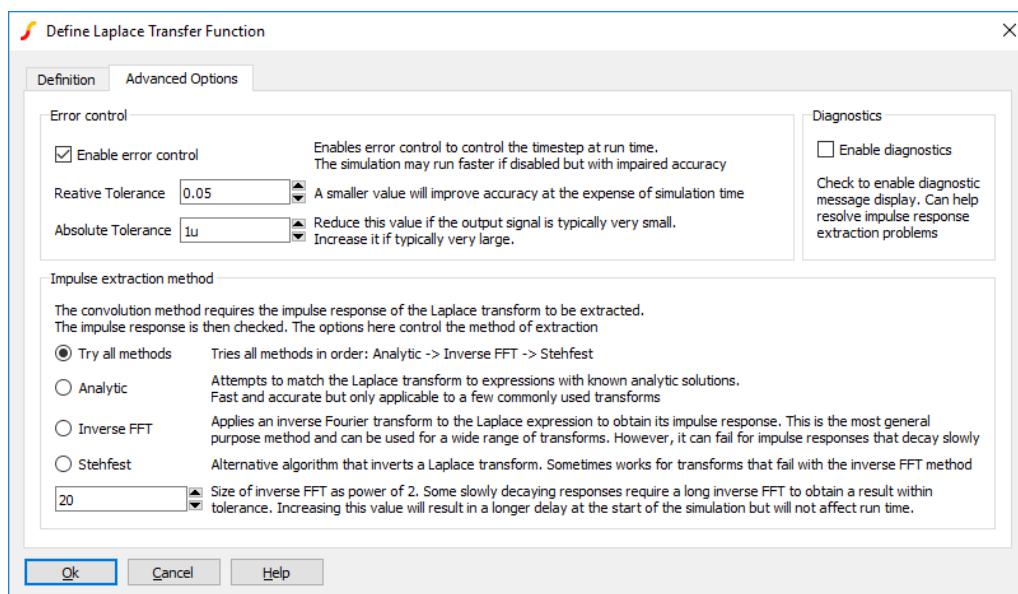 Define Laplace Transfer Function
Definition
Advanced Options
Error control
Enable error control
Enables error control to control the timestep at run time.
The simulation may run faster if disabled but with impaired accuracy
Reative Tolerance
0.05
A smaller value will improve accuracy at the expense of simulation time
Absolute Tolerance
1u
Reduce this value if the output signal is typically very small.
Increase it if typically very large.
Diagnostics
Enable diagnostics
Check to enable diagnostic
message display. Can help
resolve impulse response
extraction problems
Impulse extraction method
The convolution method requires the impulse response of the Laplace transform to be extracted.
The impulse response is then checked. The options here control the method of extraction
Try all methods
Tries all methods in order: Analytic -> Inverse FFT -> Stehfest
Analytic
Attempts to match the Laplace transform to expressions with known analytic solutions.
Fast and accurate but only applicable to a few commonly used transforms
Inverse FFT
Applies an inverse Fourier transform to the Laplace expression to obtain its impulse response. This is the most general
purpose method and can be used for a wide range of transforms. However, it can fail for impulse responses that decay slowly
Stehfest
Alternative algorithm that inverts a Laplace transform. Sometimes works for transforms that fail with the inverse FFT method
20
Size of inverse FFT as power of 2. Some slowly decaying responses require a long inverse FFT to obtain a result within
tolerance. Increasing this value will result in a longer delay at the start of the simulation but will not affect run time.
Ok
Cancel
Help